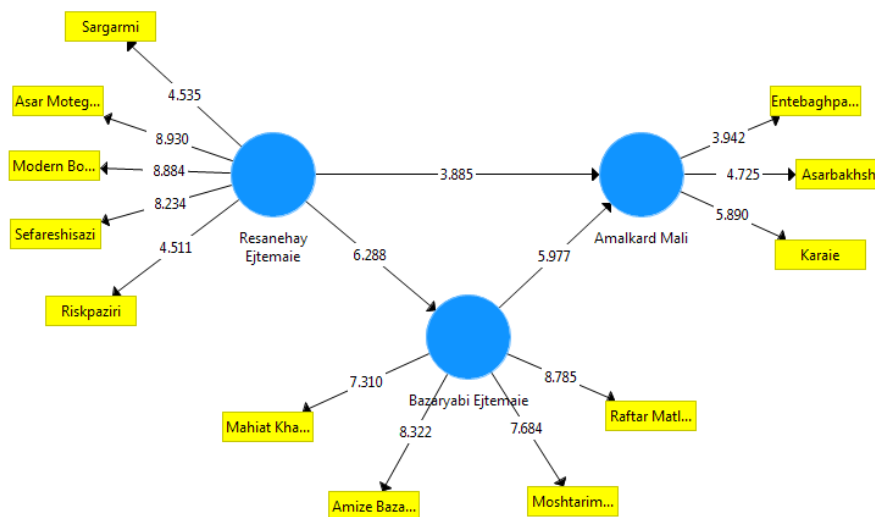 Sargarmi
4.535
Asar Moteg...
8.930
Modern Bo...
8.884
Sefareshisazi
8.234
Riskpaziri
4.511
Resanehay
Ejtemaie
3.885
6.288
Amalkard Mali
5.977
Entebaghpa...
3.942
Asarbakhsh
4.725
Karaie
5.890
Bazaryabi Ejtemaie
Mahiat Kha...
7.310
Amize Baza...
8.322
Moshtarim...
7.684
Raftar Matl...
8.785